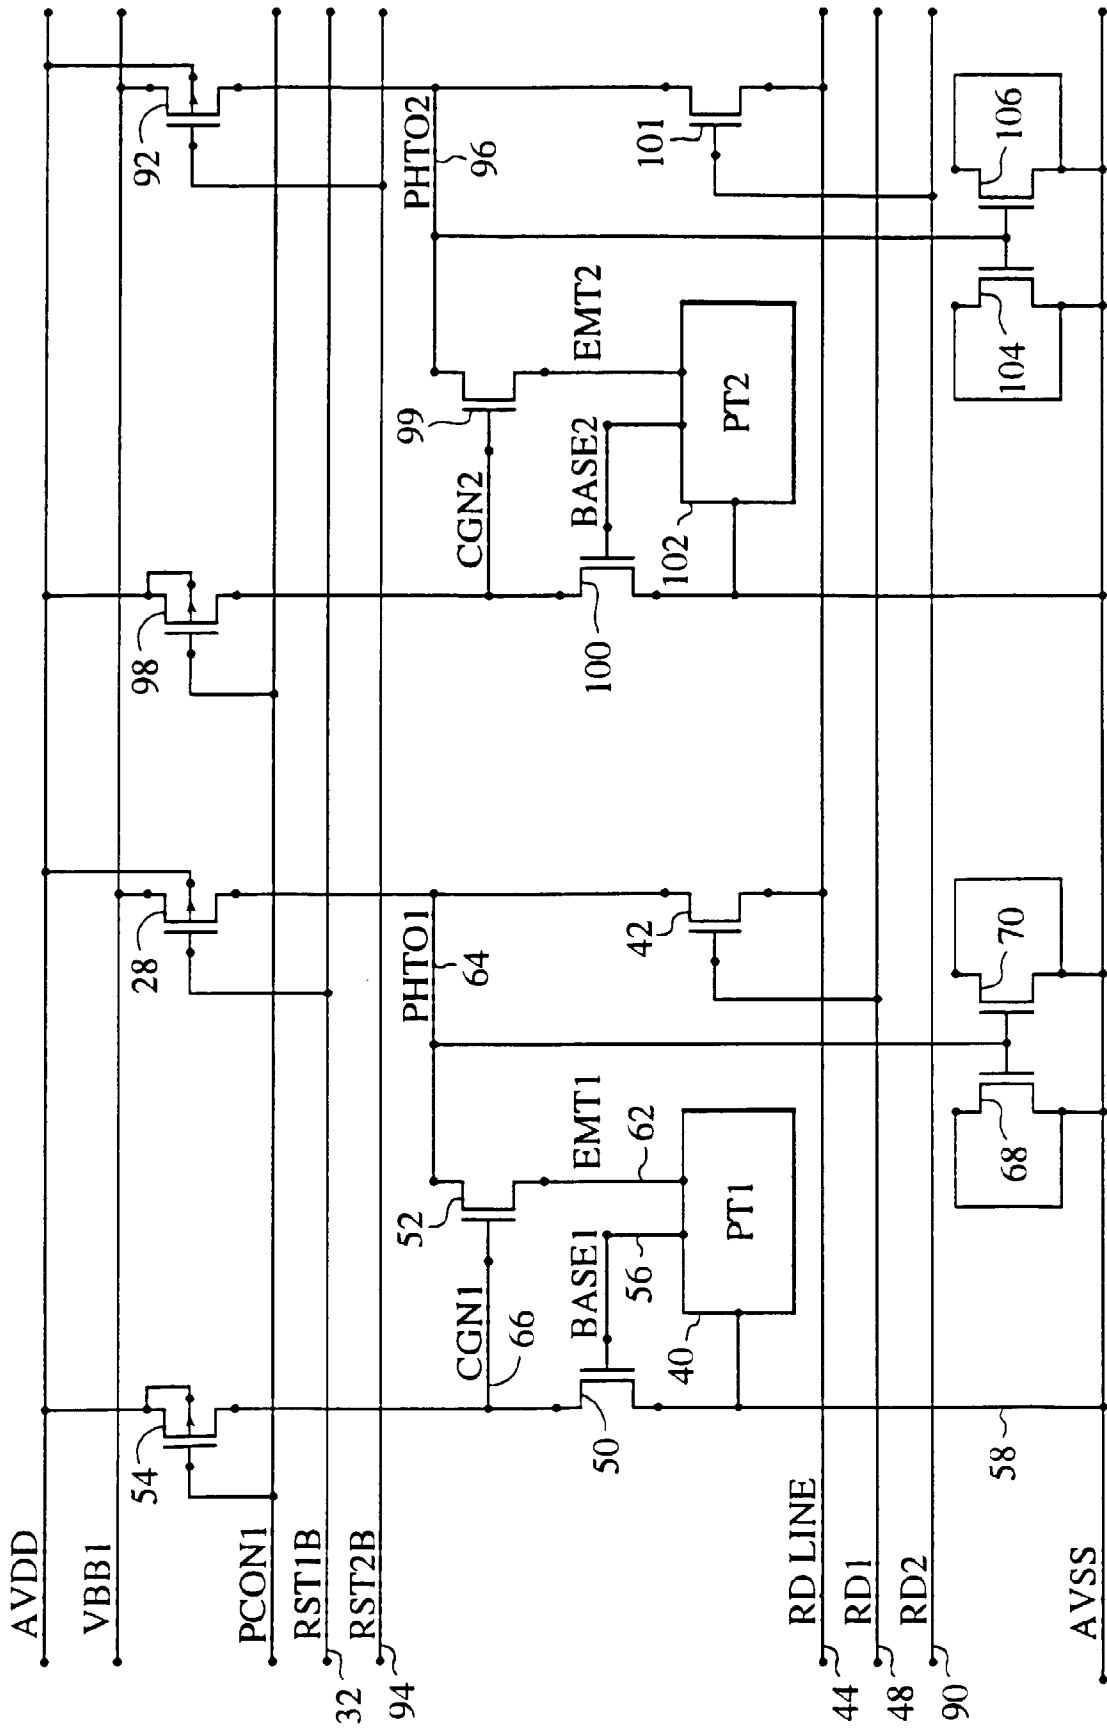 AVDD
VBB1
PCON1
RST1B
32
RST2B
94
RD LINE
44
RD1
48
RD2
90
AVSS
54
28
98
92
CGN1
66
52
PHTO1
64
CGN2
99
PHTO2
96
50
BASE1
56
EMT1
62
42
100
BASE2
EMT2
101
40
PT1
102
PT2
58
68
70
104
106